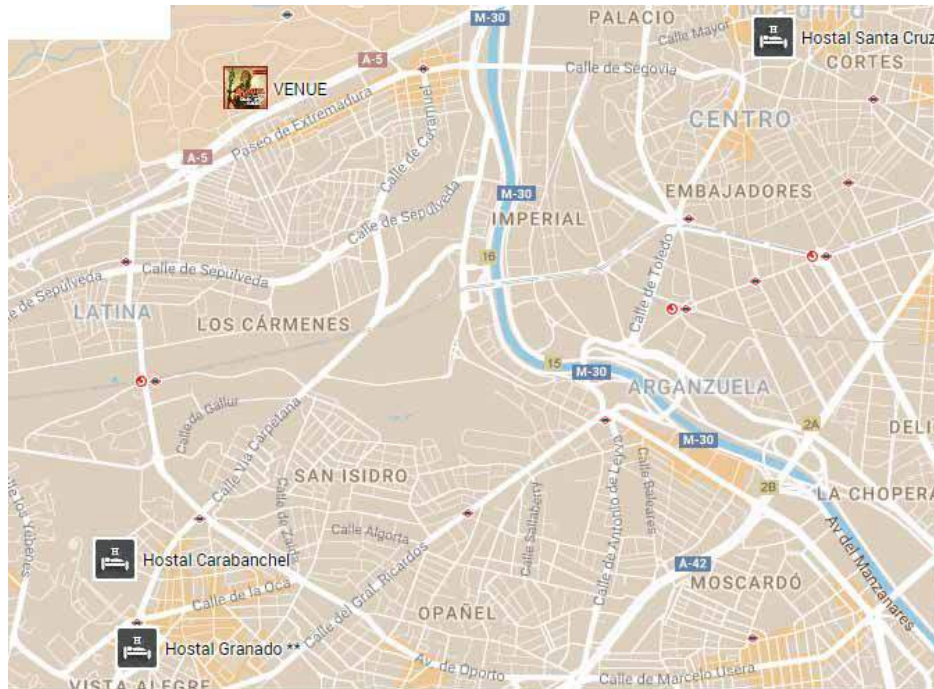 M-30
PALACIO
Madrid
Calle Mayor
H
Hostal Santa Cruz
CORTES
A-5
Calle de Segovia
VENUE
Paseo de Extremadura
Calle de Caramuel
CENTRO
A-5
M-30
EMBAJADORES
IMPERIAL
Calle de Sepúlveda
16
Calle de Toledo
Calle de Sepúlveda
le de Sepúlveda
LATINA
LOS CÁRMENES
15
M-30
ARGANZUELA
Calle de Gallur
Calle Vía Carpetana
2A
DELI
M-30
SAN ISIDRO
Calle de Antonio de Leyva
Calle Baleares
2B
LA CHOPERA
Calle de Zaida
Calle Sallaberry
Calle Algorta
Av. del Manzanares
H
Hostal Carabanchel
A-42
MOSCARDÓ
Calle de la Oca
Calle del Gral. Ricardos
OPAÑEL
H
Hostal Granado **
Av. de Oporto
Calle de Marcelo Usera
VISTA ALEGRE